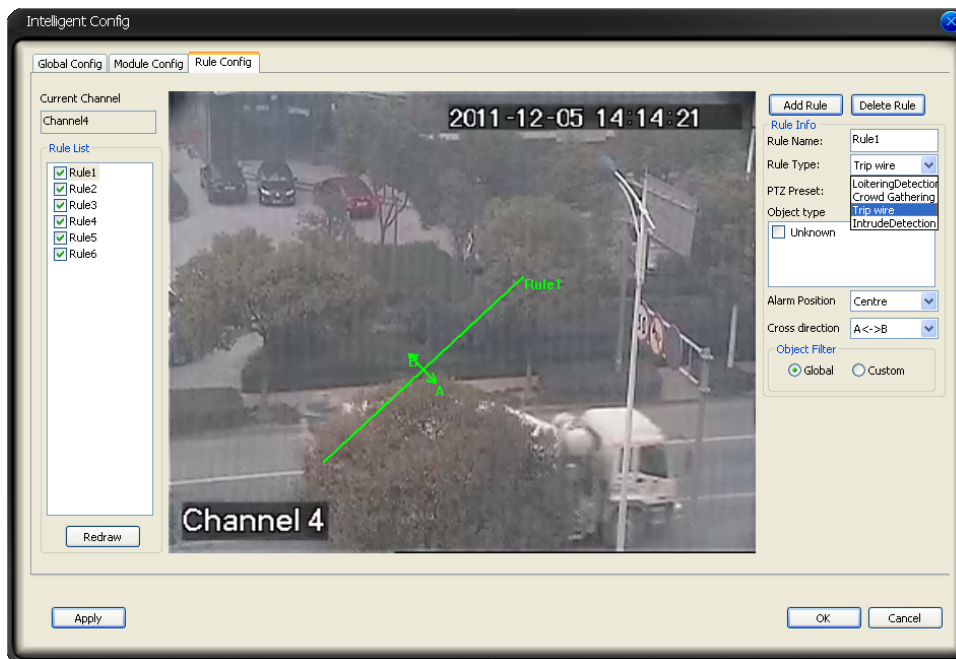 Intelligent Config
Global Config Module Config Rule Config
Current Channel
Channel4
Rule List
Rule1
Rule2
Rule3
Rule4
Rule5
Rule6
Redraw
2011-12-05 14:14:21
Rule1
B
A
Channel 4
Add Rule Delete Rule
Rule Info
Rule Name: Rule1
Rule Type: Trip wire
PTZ Preset:
LoiteringDetection
Crowd Gathering
Trip wire
IntrudeDetection
Object type
Unknown
Alarm Position Centre
Cross direction A<->B
Object Filter
Global Custom
Apply OK Cancel